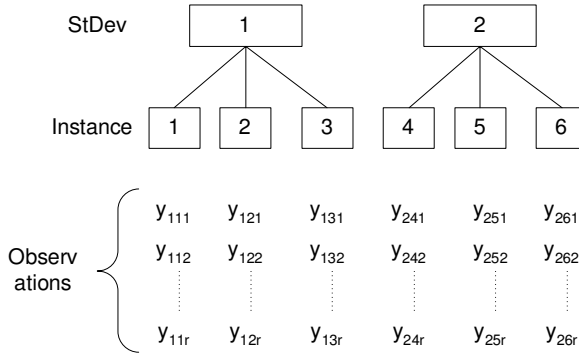 StDev 1 2
Instance 1 2 3 4 5 6
y111 y121 y131 y241 y251 y261
Observ
ations
y112 y122 y132 y242 y252 y262
y11r y12r y13r y24r y25r y26r